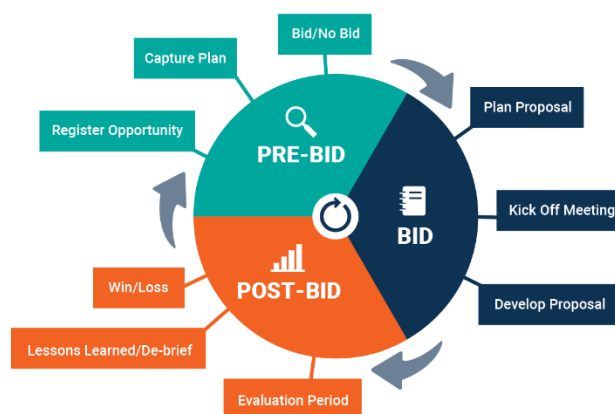 Bid/No Bid
Capture Plan
Plan Proposal
Register Opportunity
PRE-BID
Kick Off Meeting
BID
Win/Loss
POST-BID
Develop Proposal
Lessons Learned/De-brief
Evaluation Period